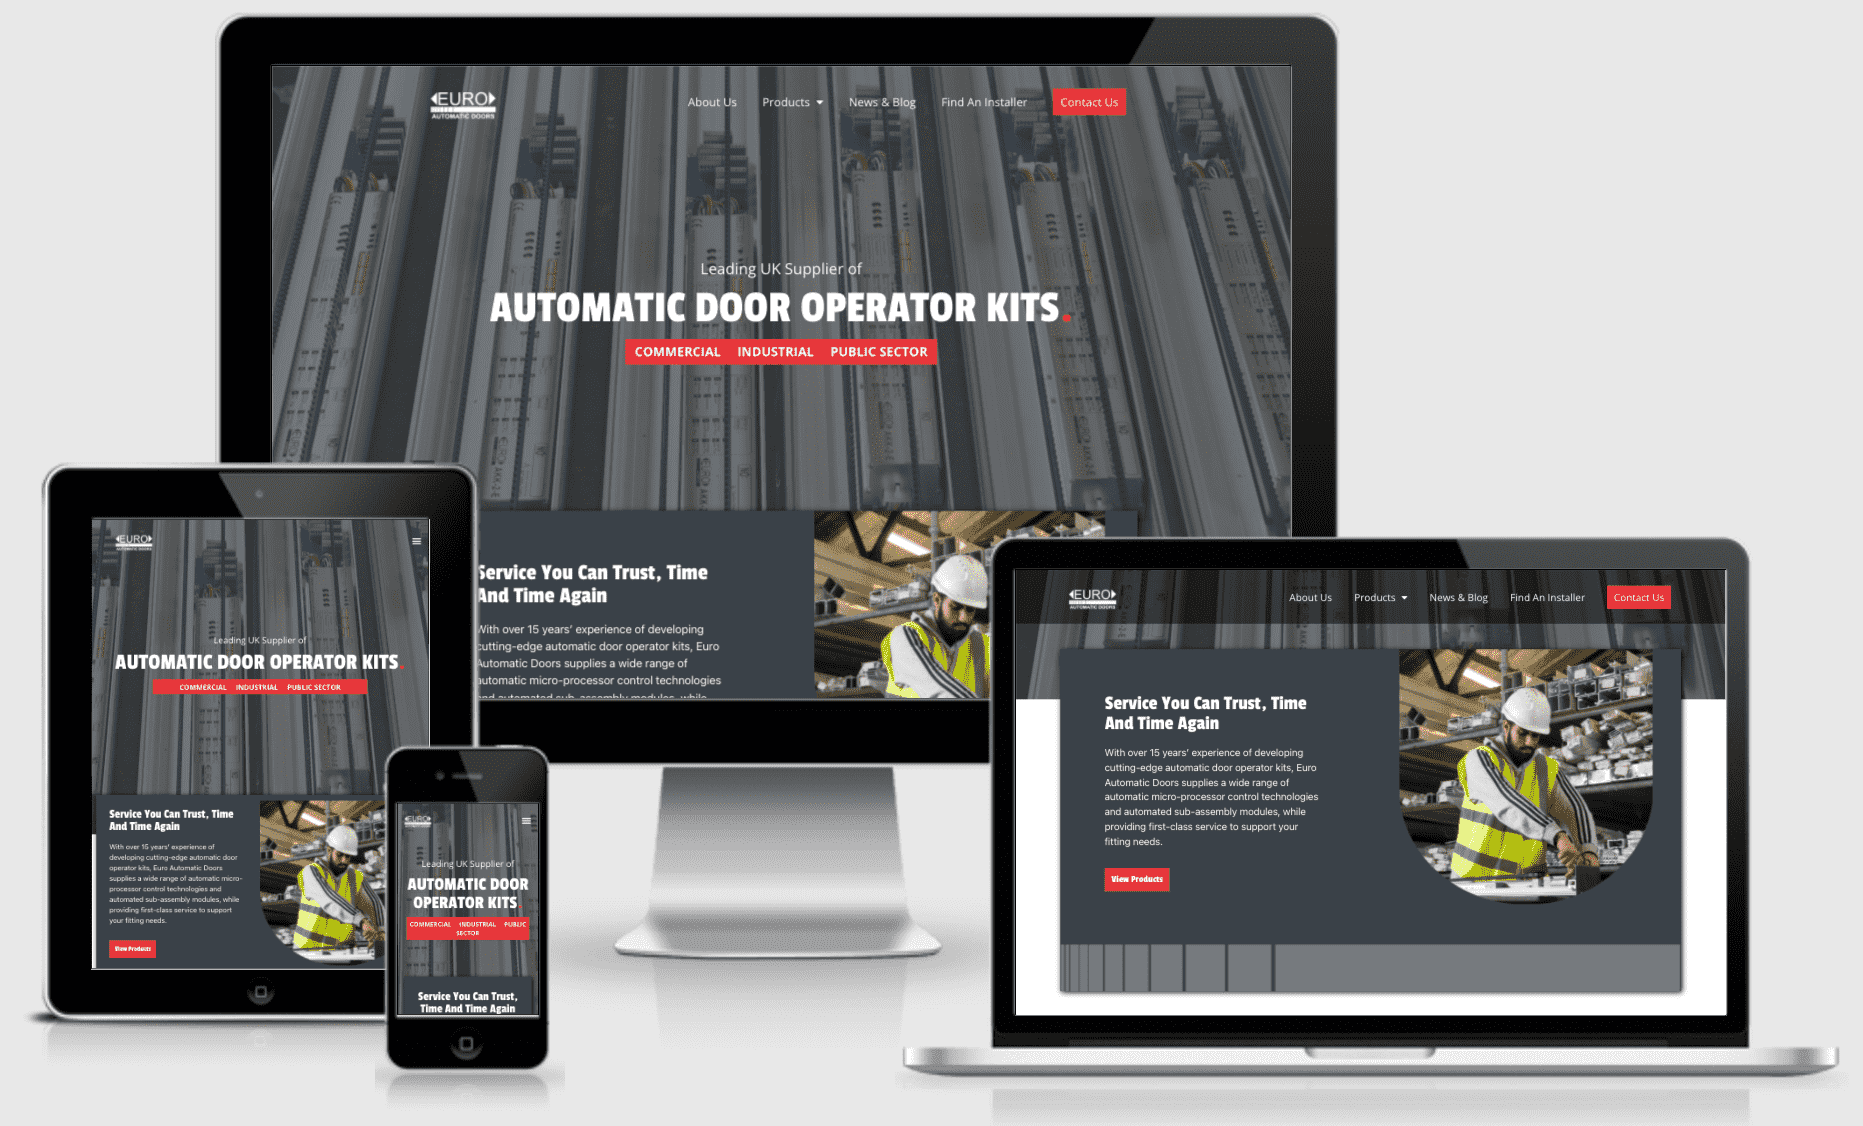 EURO
AUTOMATIC DOORS
About Us
Products
News & Blog
Find An Installer
Contact Us
Leading UK Supplier of
AUTOMATIC DOOR OPERATOR KITS.
COMMERCIAL INDUSTRIAL PUBLIC SECTOR
Service You Can Trust, Time
And Time Again
With over 15 years' experience of developing
cutting-edge automatic door operator kits, Euro
Automatic Doors supplies a wide range of
automatic micro-processor control technologies
and automated sub-assembly modules, while
EURO
AUTOMATIC DOORS
Leading UK Supplier of
AUTOMATIC DOOR OPERATOR KITS.
COMMERCIAL INDUSTRIAL PUBLIC SECTOR
Service You Can Trust, Time
And Time Again
With over 15 years' experience of
developing cutting-edge automatic door
operator kits, Euro Automatic Doors
supplies a wide range of automatic micro-
processor control technologies and
automated sub-assembly modules, while
providing first-class service to support
your fitting needs.
View Products
EURO
Leading UK Supplier of
AUTOMATIC DOOR
OPERATOR KITS
COMMERCIAL INDUSTRIAL PUBLIC
SECTOR
Service You Can Trust,
Time And Time Again
EURO
AUTOMATIC DOORS
About Us
Products
News & Blog
Find An Installer
Contact Us
Service You Can Trust, Time
And Time Again
With over 15 years' experience of developing
cutting-edge automatic door operator kits, Euro
Automatic Doors supplies a wide range of
automatic micro-processor control technologies
and automated sub-assembly modules, while
providing first-class service to support your
fitting needs.
View Products